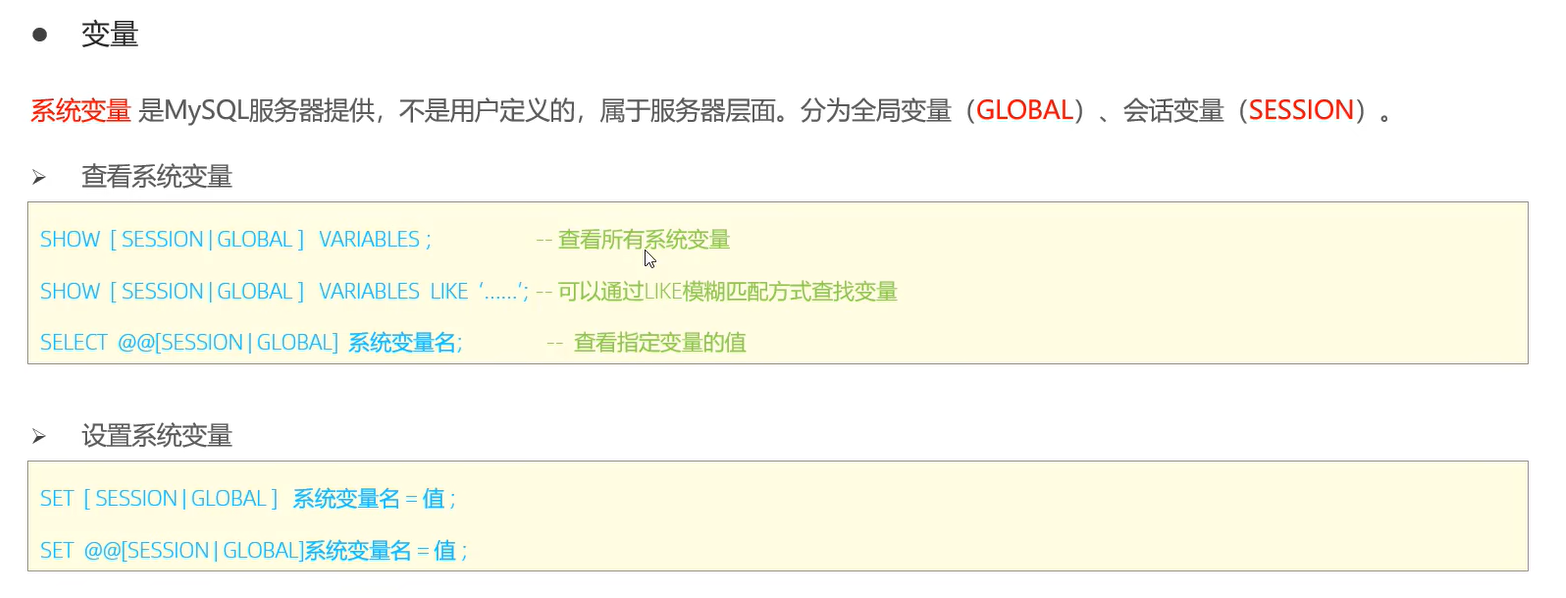 ● 变量
系统变量 是MySQL服务器提供，不是用户定义的，属于服务器层面。分为全局变量（GLOBAL）、会话变量（SESSION）。
➢ 查看系统变量
SHOW [ SESSION | GLOBAL ] VARIABLES ; -- 查看所有系统变量
SHOW [ SESSION | GLOBAL ] VARIABLES LIKE ‘......’; -- 可以通过LIKE模糊匹配方式查找变量
SELECT @@[SESSION | GLOBAL] 系统变量名; -- 查看指定变量的值
➢ 设置系统变量
SET [ SESSION | GLOBAL ] 系统变量名 = 值 ;
SET @@[SESSION | GLOBAL]系统变量名 = 值 ;